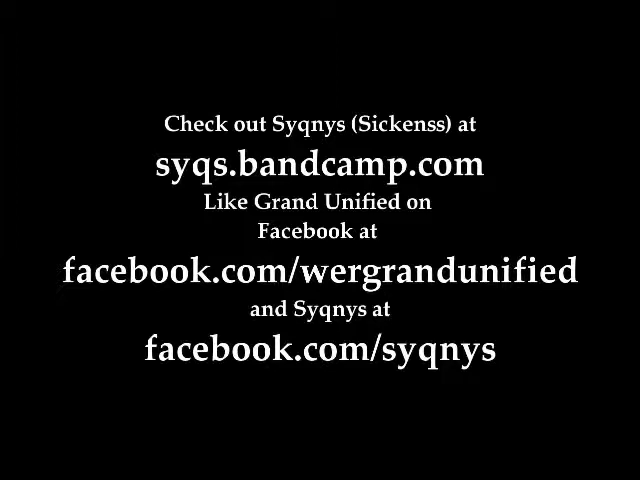 Check out Syqnys (Sickenss) at
syqs.bandcamp.com
Like Grand Unified on
Facebook at
facebook.com/wergrandunified
and Syqnys at
facebook.com/syqnys